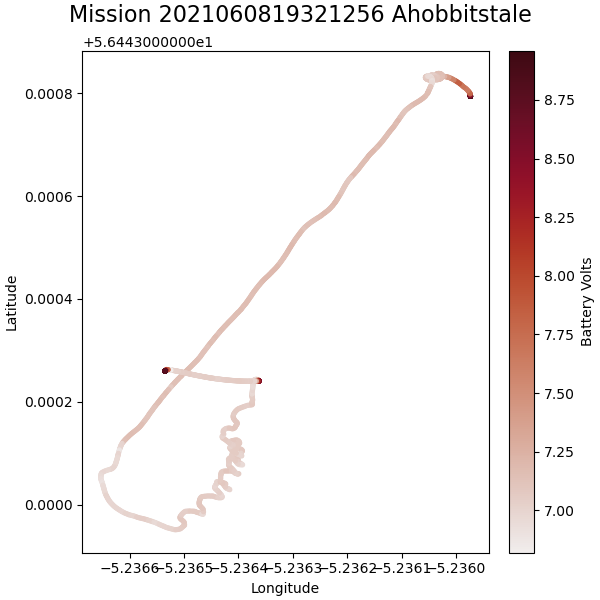 Mission 2021060819321256 Ahobbitstale
+5.6443000000e1
0.0008
0.0006
0.0004
0.0002
0.0000
Latitude
−5.2366 −5.2365 −5.2364 −5.2363 −5.2362 −5.2361 −5.2360
Longitude
8.75
8.50
8.25
8.00
7.75
7.50
7.25
7.00
Battery Volts